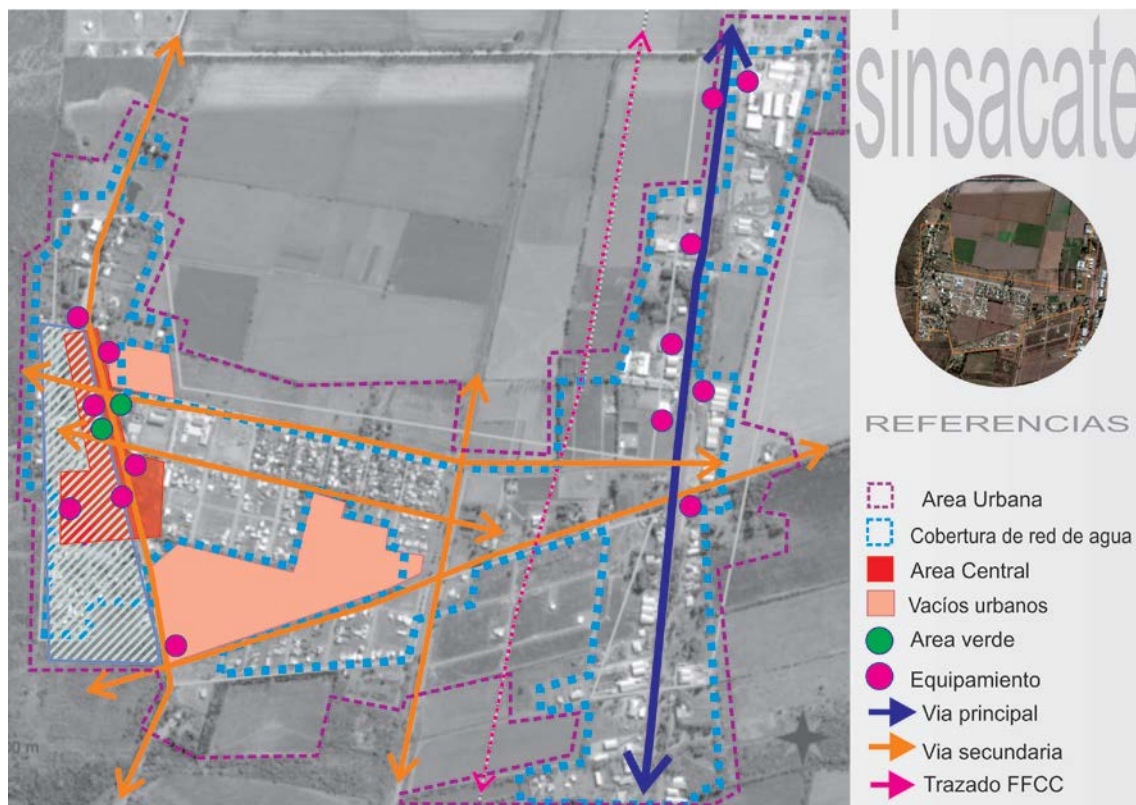 sinsacate
REFERENCIAS
Area Urbana
Cobertura de red de agua
Area Central
Vacíos urbanos
Area verde
Equipamiento
Via principal
Via secundaria
Trazado FFCC